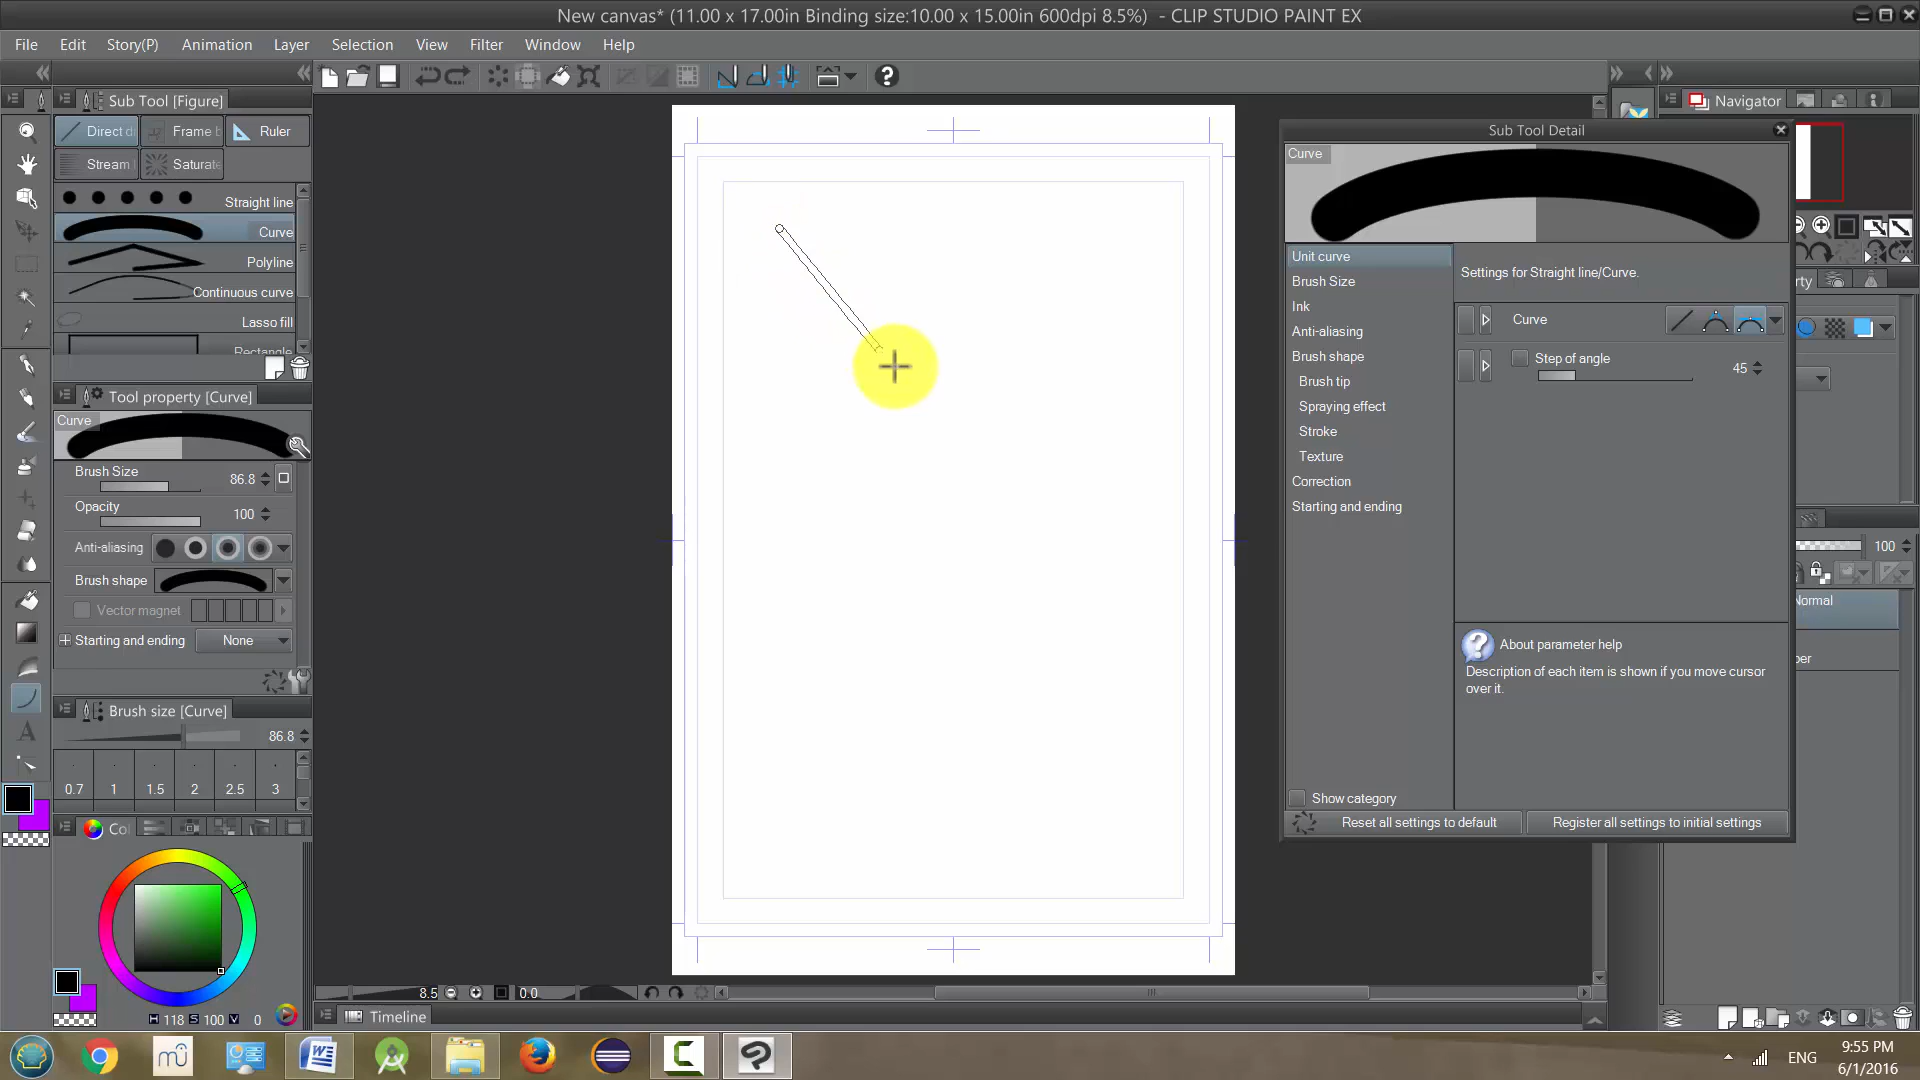 New canvas* (11.00 x 17.00in Binding size:10.00 x 15.00in 600dpi 8.5%)  - CLIP STUDIO PAINT EX
File Edit Story(P) Animation Layer Selection View Filter Window Help
Sub Tool [Figure]
Direct d
Frame b
Ruler
Stream
Saturate
Straight line
Curve
Polyline
Continuous curve
Lasso fill
Rectangle
Tool property [Curve]
Curve
Brush Size 86.8
Opacity 100
Anti-aliasing
Brush shape
Vector magnet
Starting and ending None
Brush size [Curve]
86.8
0.7 1 1.5 2 2.5 3
Co
H 118 S 100 V 0
8.5
0.0
Timeline
Sub Tool Detail
Curve
Unit curve
Brush Size
Ink
Anti-aliasing
Brush shape
Brush tip
Spraying effect
Stroke
Texture
Correction
Starting and ending
Show category
Settings for Straight line/Curve.
Curve
Step of angle 45
About parameter help
Description of each item is shown if you move cursor
over it.
Reset all settings to default
Register all settings to initial settings
Navigator
rty
100
Normal
per
ENG
9:55 PM
6/1/2016